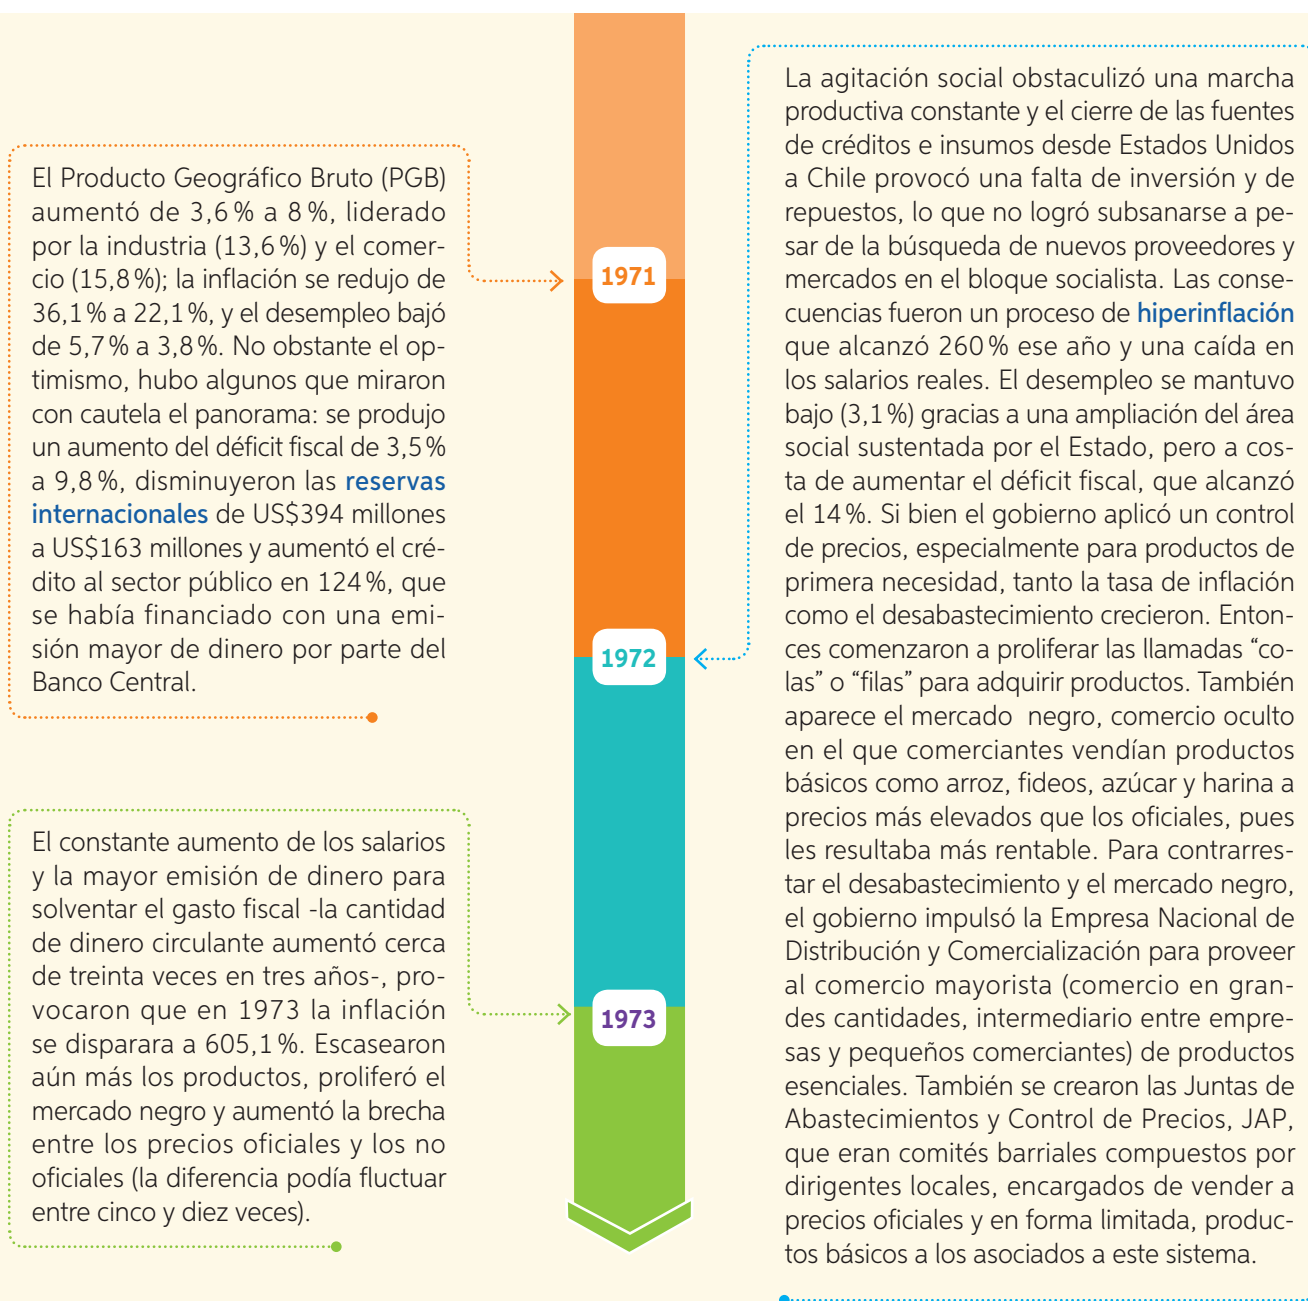 El Producto Geográfico Bruto (PGB)
aumentó de 3,6 % a 8 %, liderado
por la industria (13,6 %) y el comer-
cio (15,8 %); la inflación se redujo de
36,1 % a 22,1 %, y el desempleo bajó
de 5,7 % a 3,8 %. No obstante el op-
timismo, hubo algunos que miraron
con cautela el panorama: se produjo
un aumento del déficit fiscal de 3,5 %
a 9,8 %, disminuyeron las reservas
internacionales de US$394 millones
a US$163 millones y aumentó el cré-
dito al sector público en 124 %, que
se había financiado con una emi-
sión mayor de dinero por parte del
Banco Central.
1971
La agitación social obstaculizó una marcha
productiva constante y el cierre de las fuentes
de créditos e insumos desde Estados Unidos
a Chile provocó una falta de inversión y de
repuestos, lo que no logró subsanarse a pe-
sar de la búsqueda de nuevos proveedores y
mercados en el bloque socialista. Las conse-
cuencias fueron un proceso de hiperinflación
que alcanzó 260 % ese año y una caída en
los salarios reales. El desempleo se mantuvo
bajo (3,1 %) gracias a una ampliación del área
social sustentada por el Estado, pero a cos-
ta de aumentar el déficit fiscal, que alcanzó
el 14 %. Si bien el gobierno aplicó un control
de precios, especialmente para productos de
primera necesidad, tanto la tasa de inflación
como el desabastecimiento crecieron. Enton-
ces comenzaron a proliferar las llamadas “co-
las” o “filas” para adquirir productos. También
aparece el mercado  negro, comercio oculto
en el que comerciantes vendían productos
básicos como arroz, fideos, azúcar y harina a
precios más elevados que los oficiales, pues
les resultaba más rentable. Para contrarres-
tar el desabastecimiento y el mercado negro,
el gobierno impulsó la Empresa Nacional de
Distribución y Comercialización para proveer
al comercio mayorista (comercio en gran-
des cantidades, intermediario entre empre-
sas y pequeños comerciantes) de productos
esenciales. También se crearon las Juntas de
Abastecimientos y Control de Precios, JAP,
que eran comités barriales compuestos por
dirigentes locales, encargados de vender a
precios oficiales y en forma limitada, produc-
tos básicos a los asociados a este sistema.
1972
El constante aumento de los salarios
y la mayor emisión de dinero para
solventar el gasto fiscal -la cantidad
de dinero circulante aumentó cerca
de treinta veces en tres años-, pro-
vocaron que en 1973 la inflación
se disparara a 605,1 %. Escasearon
aún más los productos, proliferó el
mercado negro y aumentó la brecha
entre los precios oficiales y los no
oficiales (la diferencia podía fluctuar
entre cinco y diez veces).
1973